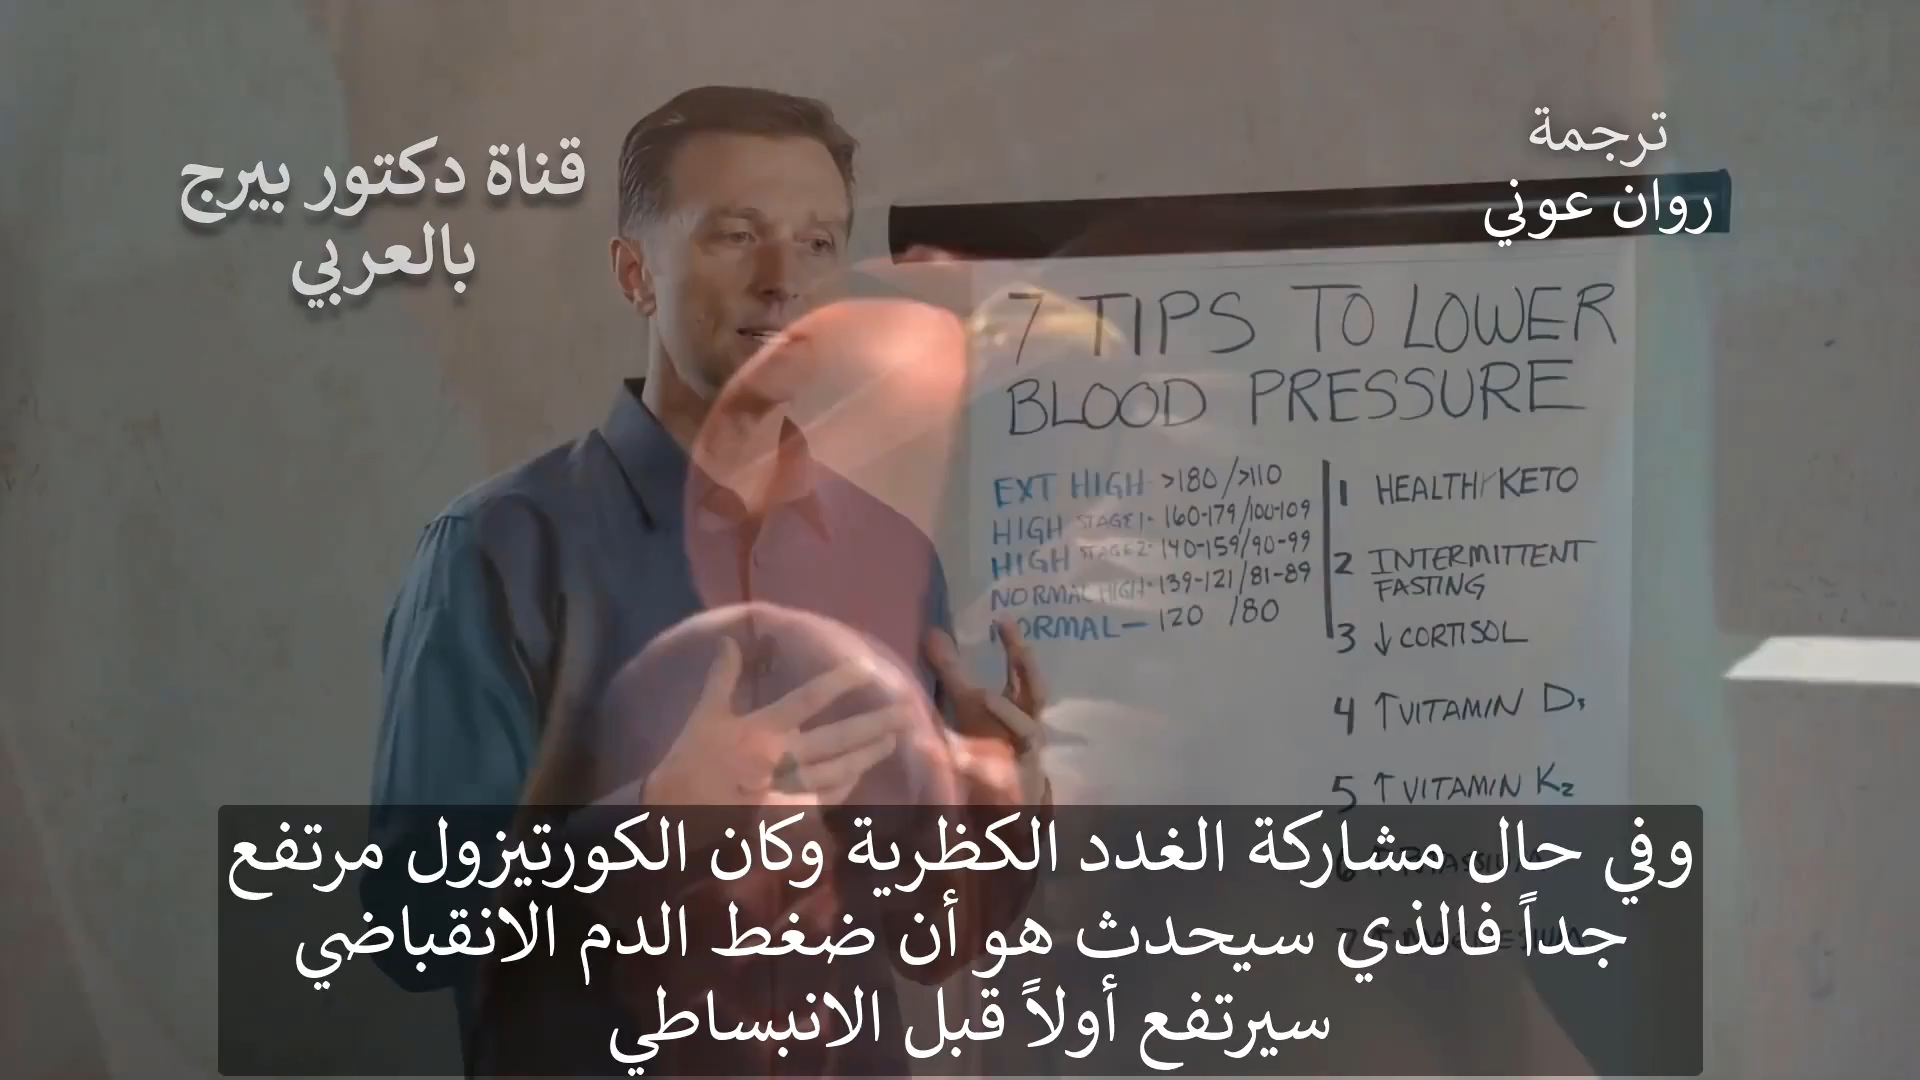 قناة دكتور بيرج
بالعربي
ترجمة
روان عوني
7 TIPS TO LOWER
BLOOD PRESSURE
EXT HIGH >180/>110
HIGH STAGE 1- 160-179/100-109
HIGH STAGE 2- 140-159/90-99
NORMAL HIGH- 139-121/81-89
NORMAL— 120 /80
1 HEALTHY KETO
2 INTERMITTENT
FASTING
3 ↓ CORTISOL
4 ↑ VITAMIN D3
5 ↑ VITAMIN K2
وفي حال مشاركة الغدد الكظرية وكان الكورتيزول مرتفع
جداً فالذي سيحدث هو أن ضغط الدم الانقباضي
سيرتفع أولاً قبل الانبساطي